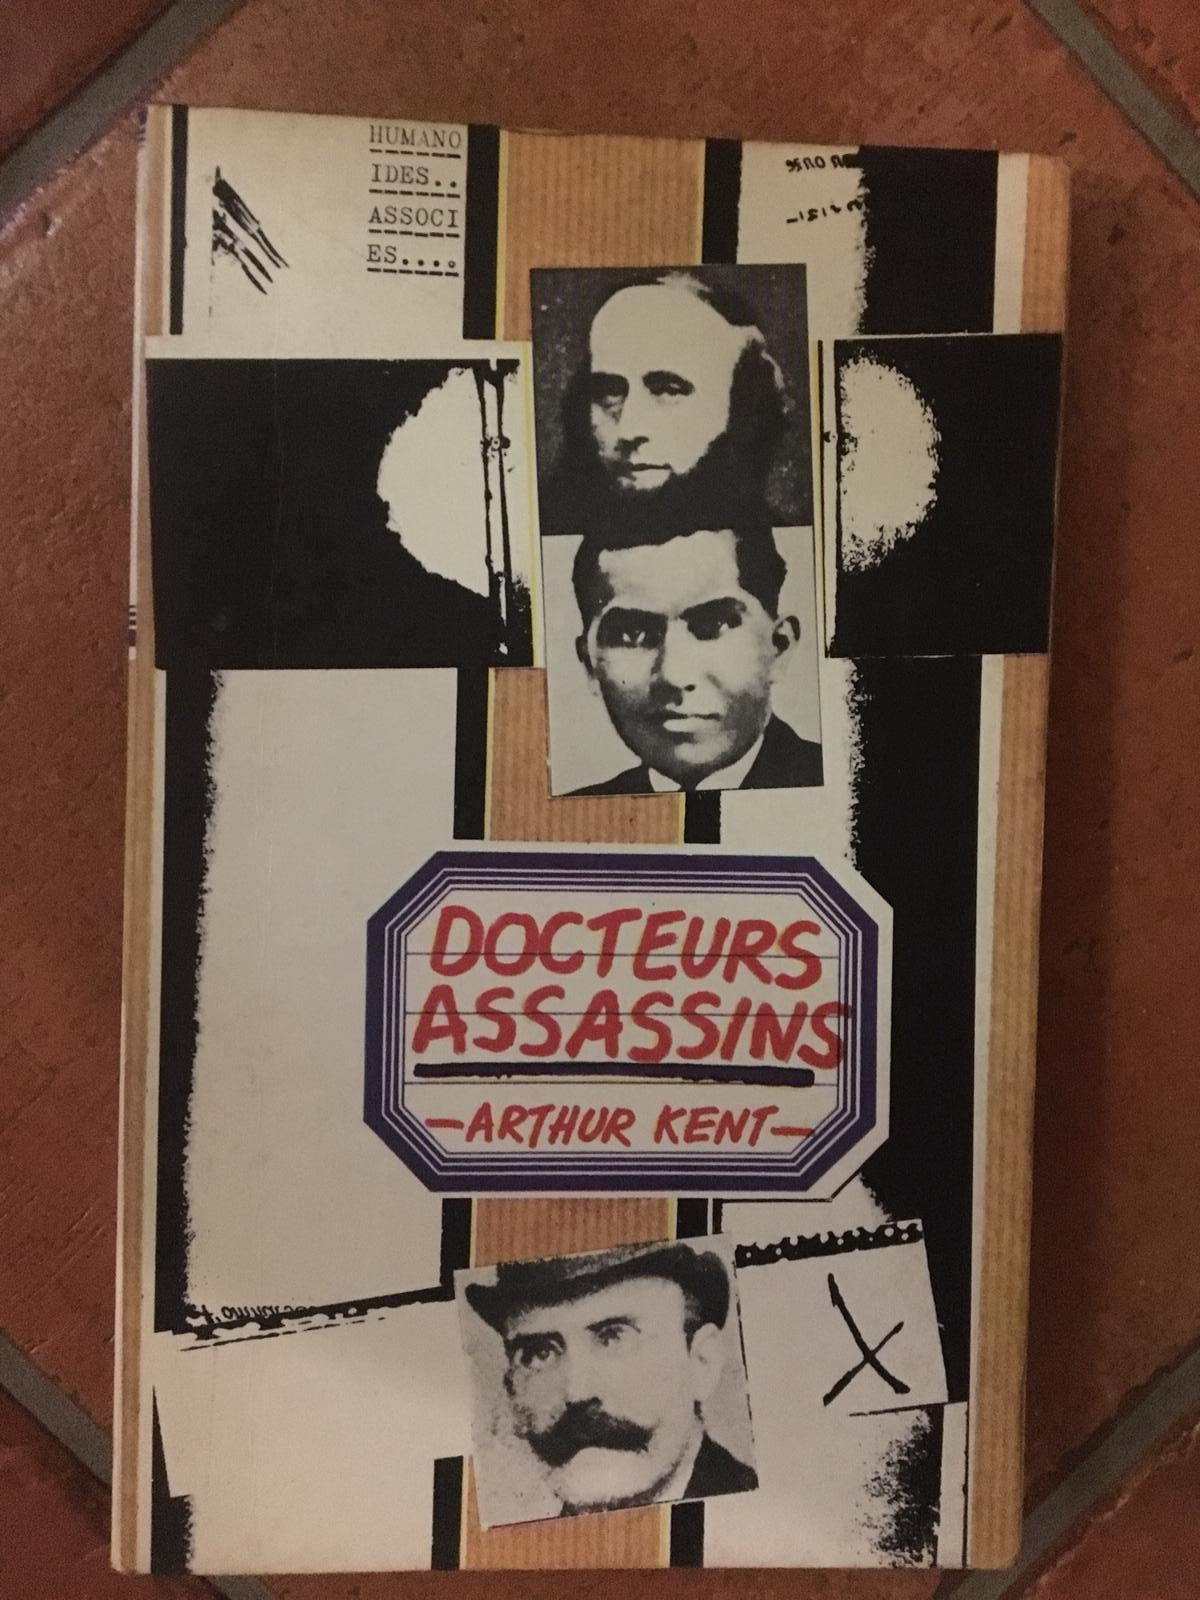 HUMANO
IDES..
ASSOCI
ES....
DOCTEURS
ASSASSINS
—ARTHUR KENT—
X